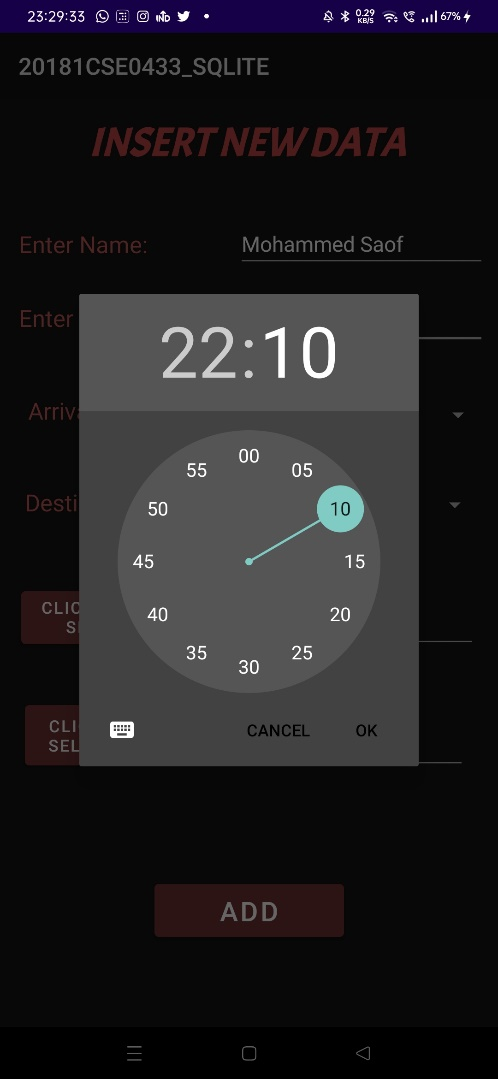 23:29:33
0.29
KB/S
67%
20181CSE0433_SQLITE
INSERT NEW DATA
Enter Name:
Mohammed Saof
Enter
22:10
Arriva
Desti
00
05
10
15
20
25
30
35
40
45
50
55
CLIC
S
CLI
SEL
CANCEL
OK
ADD